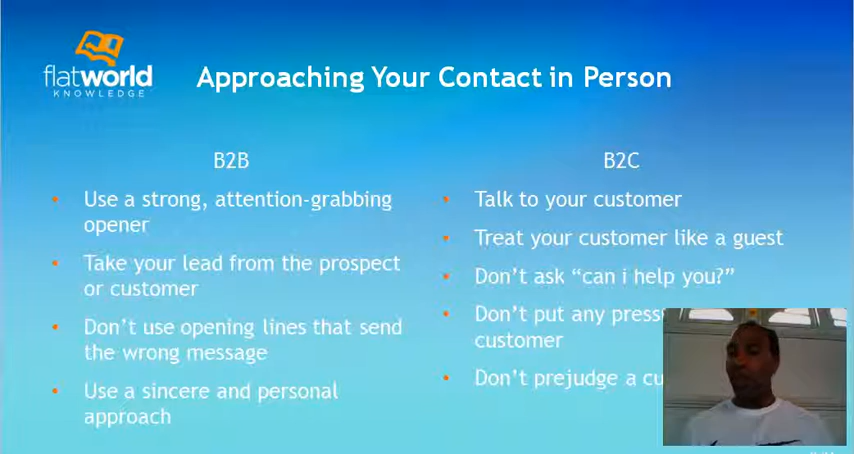 flatworld
KNOWLEDGE
Approaching Your Contact in Person
B2B
• Use a strong, attention-grabbing
opener
• Take your lead from the prospect
or customer
• Don't use opening lines that send
the wrong message
• Use a sincere and personal
approach
B2C
• Talk to your customer
• Treat your customer like a guest
• Don't ask “can i help you?”
• Don't put any
customer
• Don't prejudge a